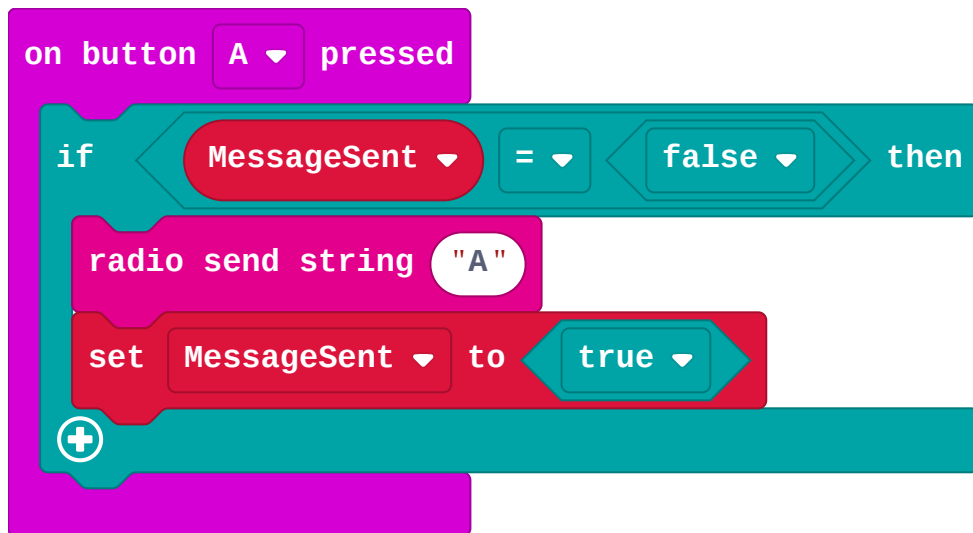 on button A pressed
if MessageSent = false then
radio send string "A"
set MessageSent to true